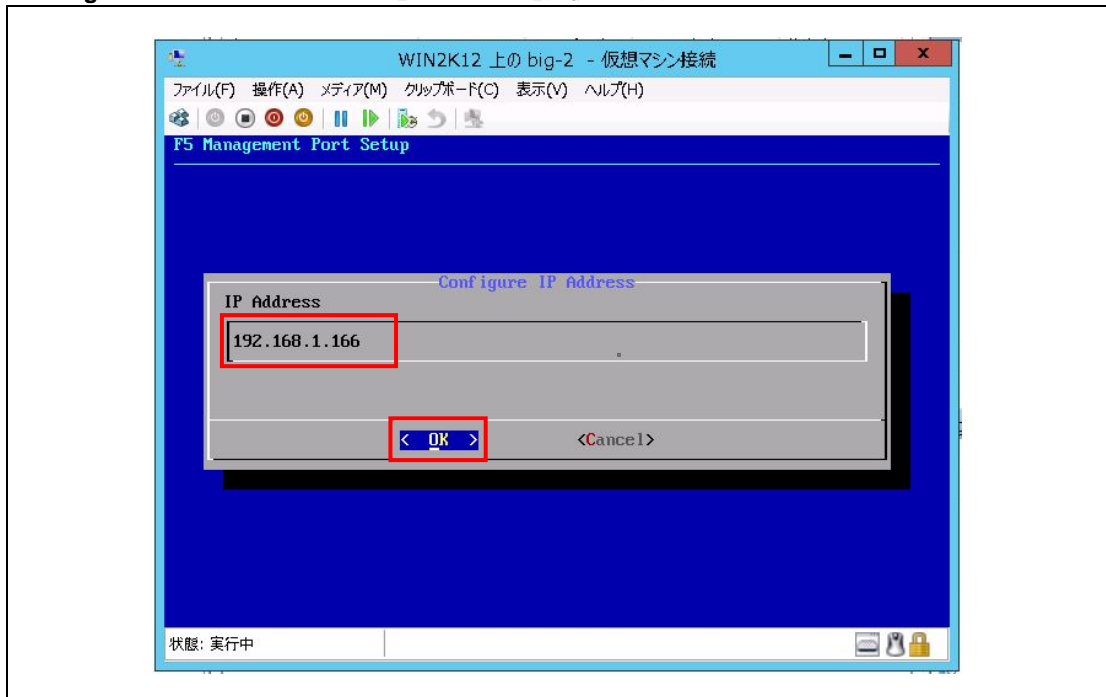 WIN2K12 上の big-2 - 仮想マシン接続
ファイル(F) 操作(A) メディア(M) クリップボード(C) 表示(V) ヘルプ(H)
F5 Management Port Setup
Configure IP Address
IP Address
192.168.1.166
< OK > <Cancel>
状態: 実行中